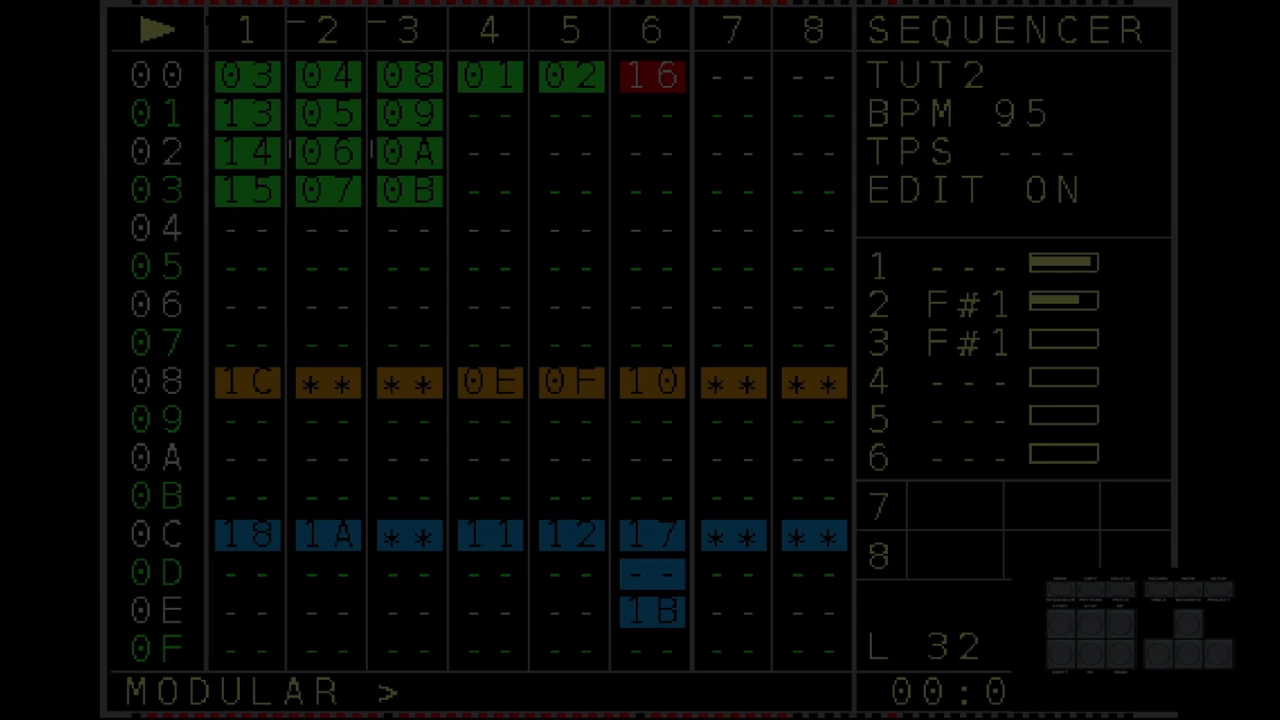 ▶ 1 2 3 4 5 6 7 8 SEQUENCER
00 03 04 08 01 02 16 -- -- TUT2
01 13 05 09 -- -- -- -- -- BPM 95
02 14 06 0A -- -- -- -- -- TPS ---
03 15 07 0B -- -- -- -- -- EDIT ON
04 -- -- -- -- -- -- -- --
05 -- -- -- -- -- -- -- -- 1 ---
06 -- -- -- -- -- -- -- -- 2 F#1
07 -- -- -- -- -- -- -- -- 3 F#1
08 1C ** ** 0E 0F 10 ** ** 4 ---
09 -- -- -- -- -- -- -- -- 5 ---
0A -- -- -- -- -- -- -- -- 6 ---
0B -- -- -- -- -- -- -- -- 7
0C 18 1A ** 11 12 17 ** ** 8
0D -- -- -- -- -- -- -- --
0E -- -- -- -- -- 1B -- --
0F -- -- -- -- -- -- -- -- L 32
MODULAR > 00:0